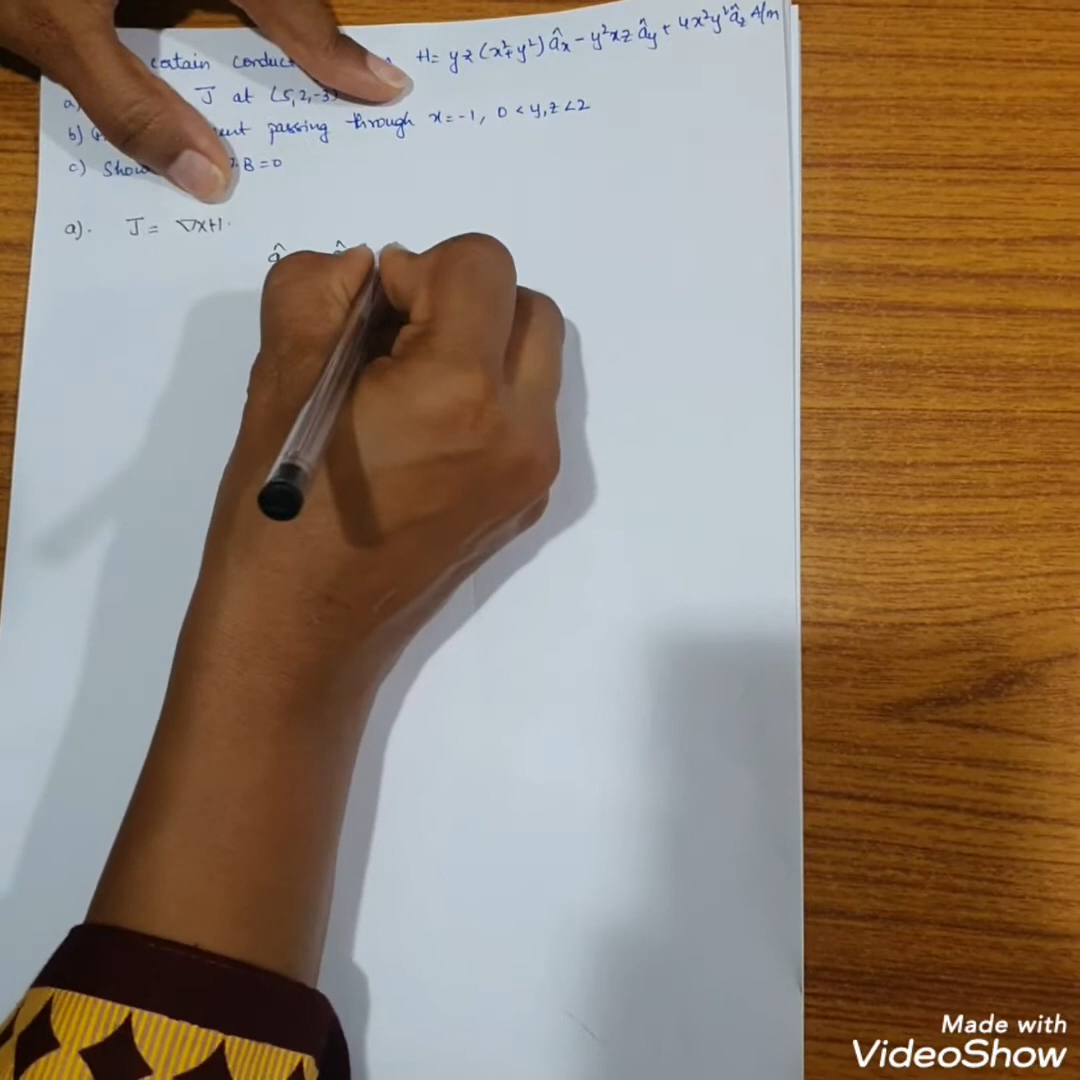 certain conduct H = yz (x²+y²) âx - y²xz ây + 4x²y² âz A/m
a) J at (5,2,-3)
b) passing through x=-1, 0<y,z<2
c) Show B=0
a). J = ∇×H.
Made with
VideoShow